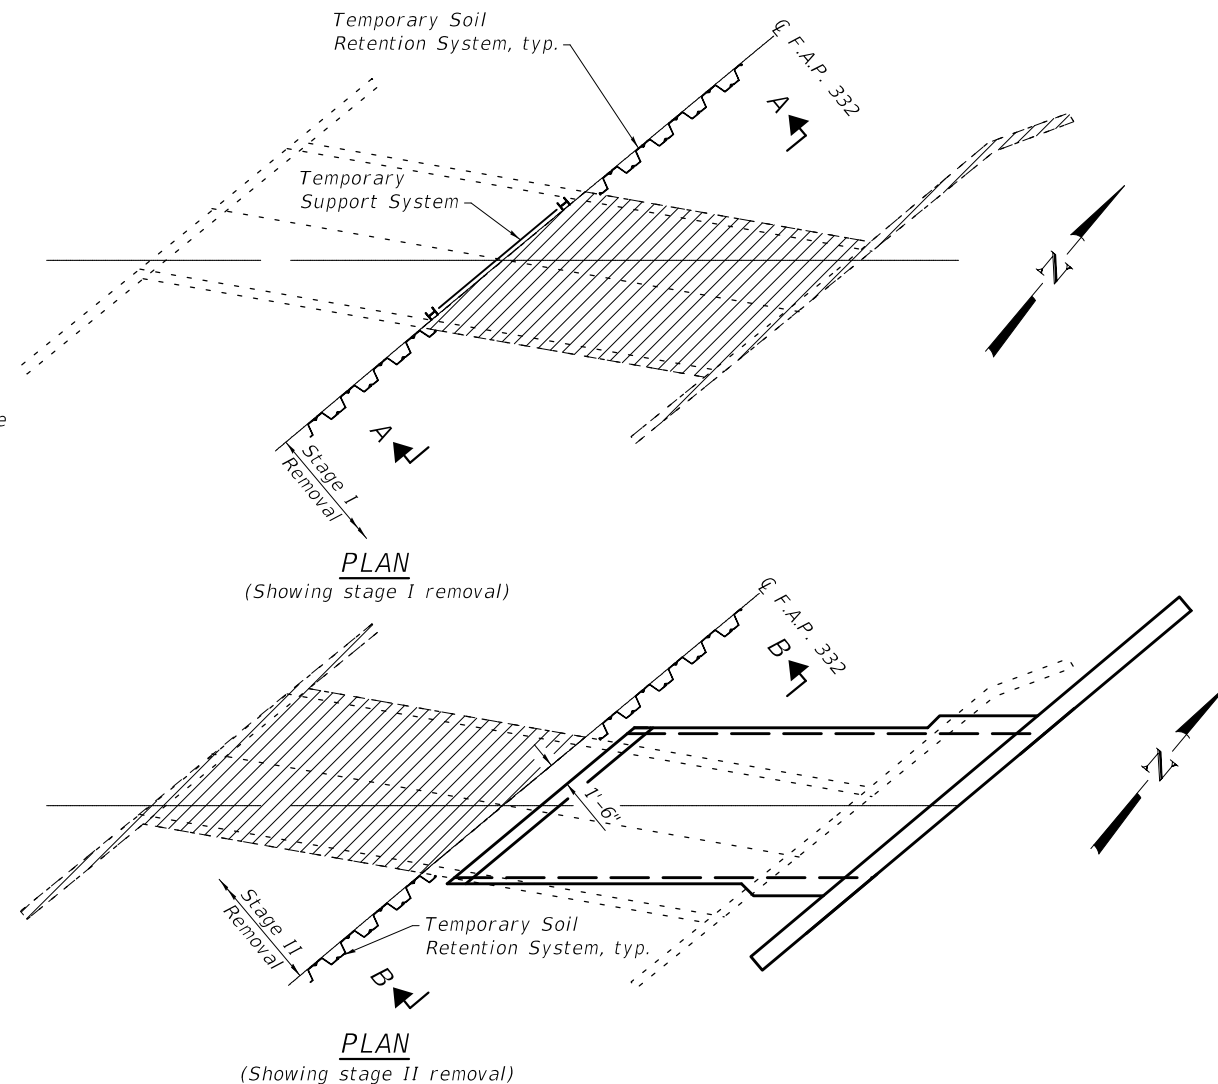 Temporary Soil
Retention System, typ.
℄ F.A.P. 332
A
Temporary
Support System
N
e
A
Stage I
Removal
PLAN
(Showing stage I removal)
℄ F.A.P. 332
B
1'-6"
N
Stage II
Removal
Temporary Soil
Retention System, typ.
B
PLAN
(Showing stage II removal)